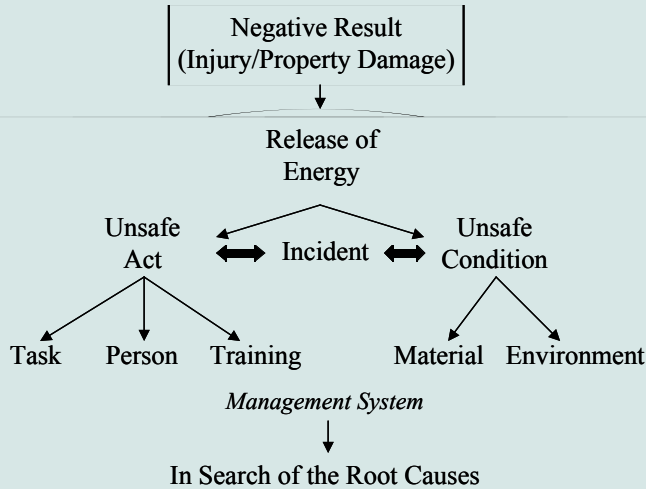 Negative Result
(Injury/Property Damage)
Release of
Energy
Unsafe
Act
Incident
Unsafe
Condition
Task
Person
Training
Material
Environment
Management System
In Search of the Root Causes